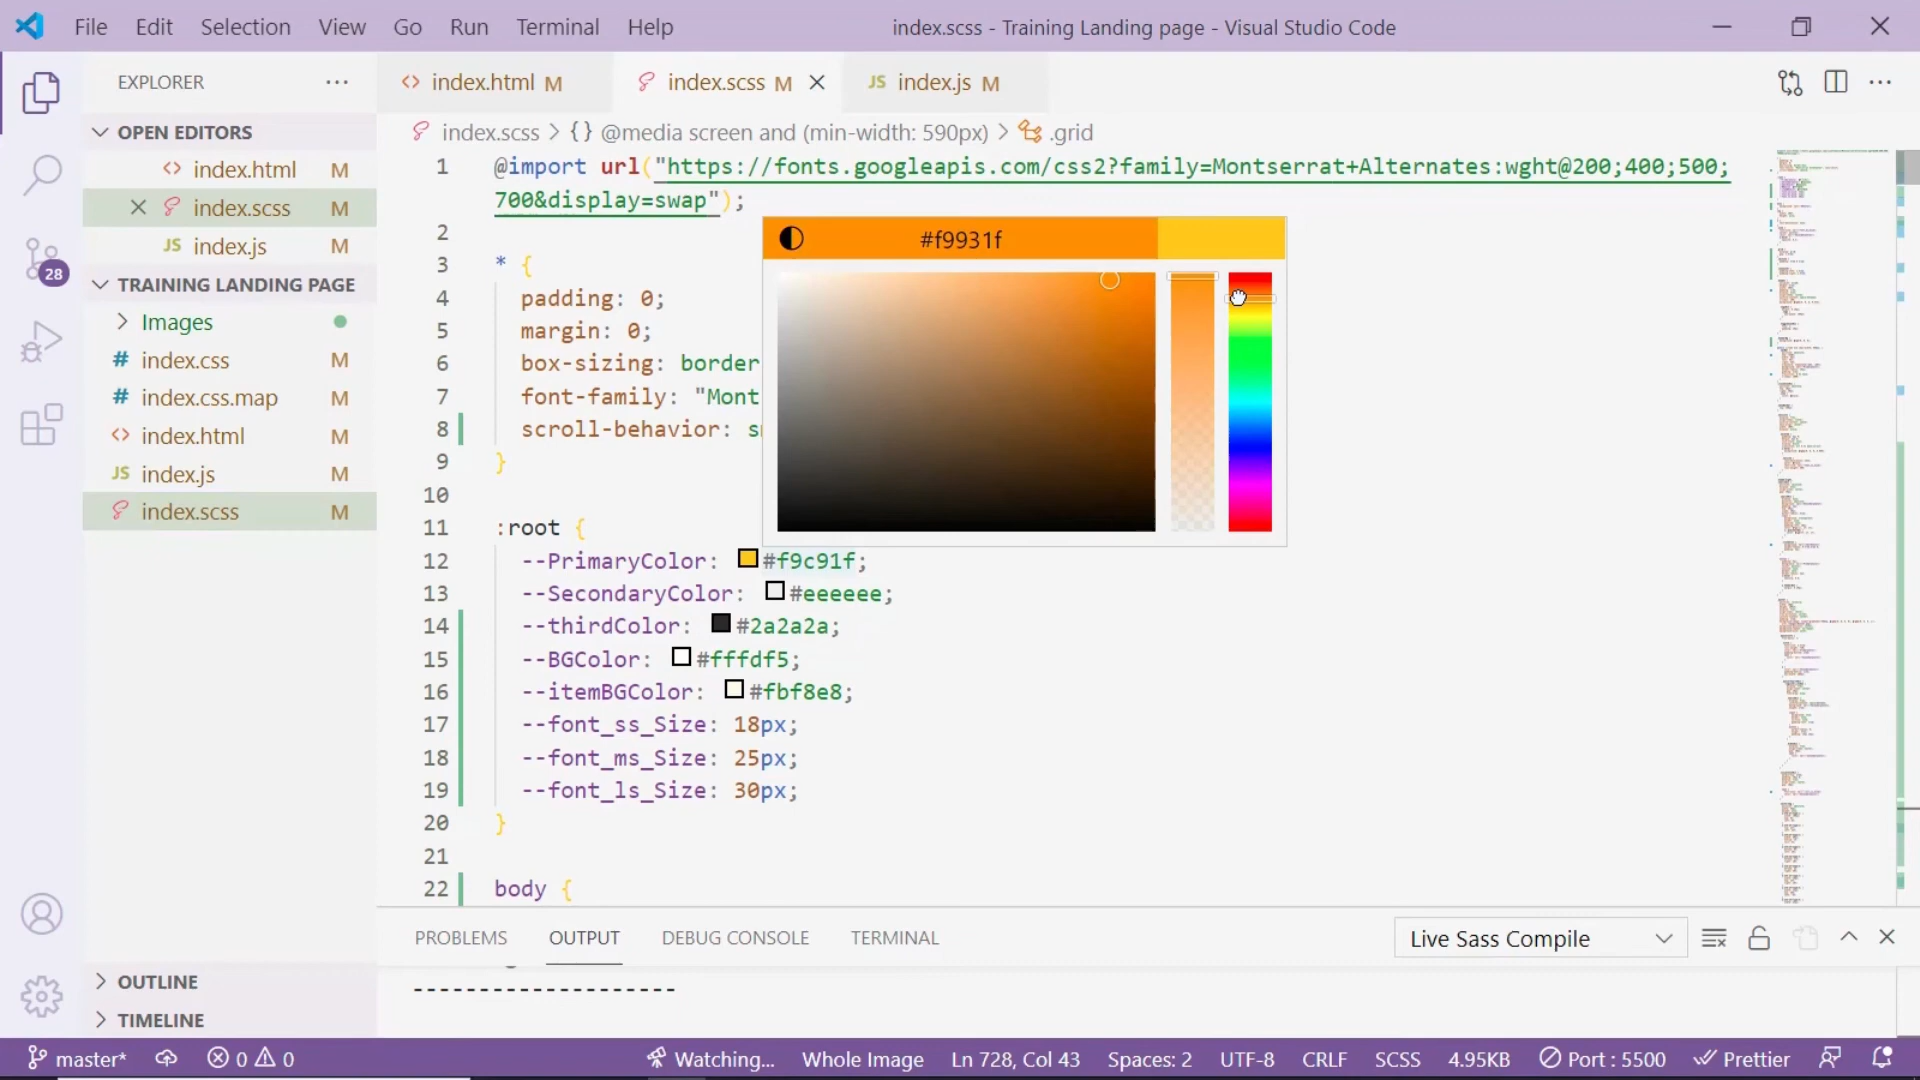 File Edit Selection View Go Run Terminal Help
index.scss - Training Landing page - Visual Studio Code
EXPLORER
index.html M
index.scss M
JS index.js M
OPEN EDITORS
index.html M
index.scss M
JS index.js M
28
TRAINING LANDING PAGE
Images
# index.css M
# index.css.map M
index.html M
JS index.js M
index.scss M
OUTLINE
TIMELINE
index.scss > {} @media screen and (min-width: 590px) > .grid
1 @import url("https://fonts.googleapis.com/css2?family=Montserrat+Alternates:wght@200;400;500;
700&display=swap");
2
3 * {
4 padding: 0;
5 margin: 0;
6 box-sizing: border
7 font-family: "Mont
8 scroll-behavior:
9 }
10
11 :root {
12 --PrimaryColor: #f9c91f;
13 --SecondaryColor: #eeeeee;
14 --thirdColor: #2a2a2a;
15 --BGColor: #fffdf5;
16 --itemBGColor: #fbf8e8;
17 --font_ss_Size: 18px;
18 --font_ms_Size: 25px;
19 --font_ls_Size: 30px;
20 }
21
22 body {
#f9931f
PROBLEMS OUTPUT DEBUG CONSOLE TERMINAL
Live Sass Compile
--------------------
master* 0 0 Watching... Whole Image Ln 728, Col 43 Spaces: 2 UTF-8 CRLF SCSS 4.95KB Port : 5500 Prettier